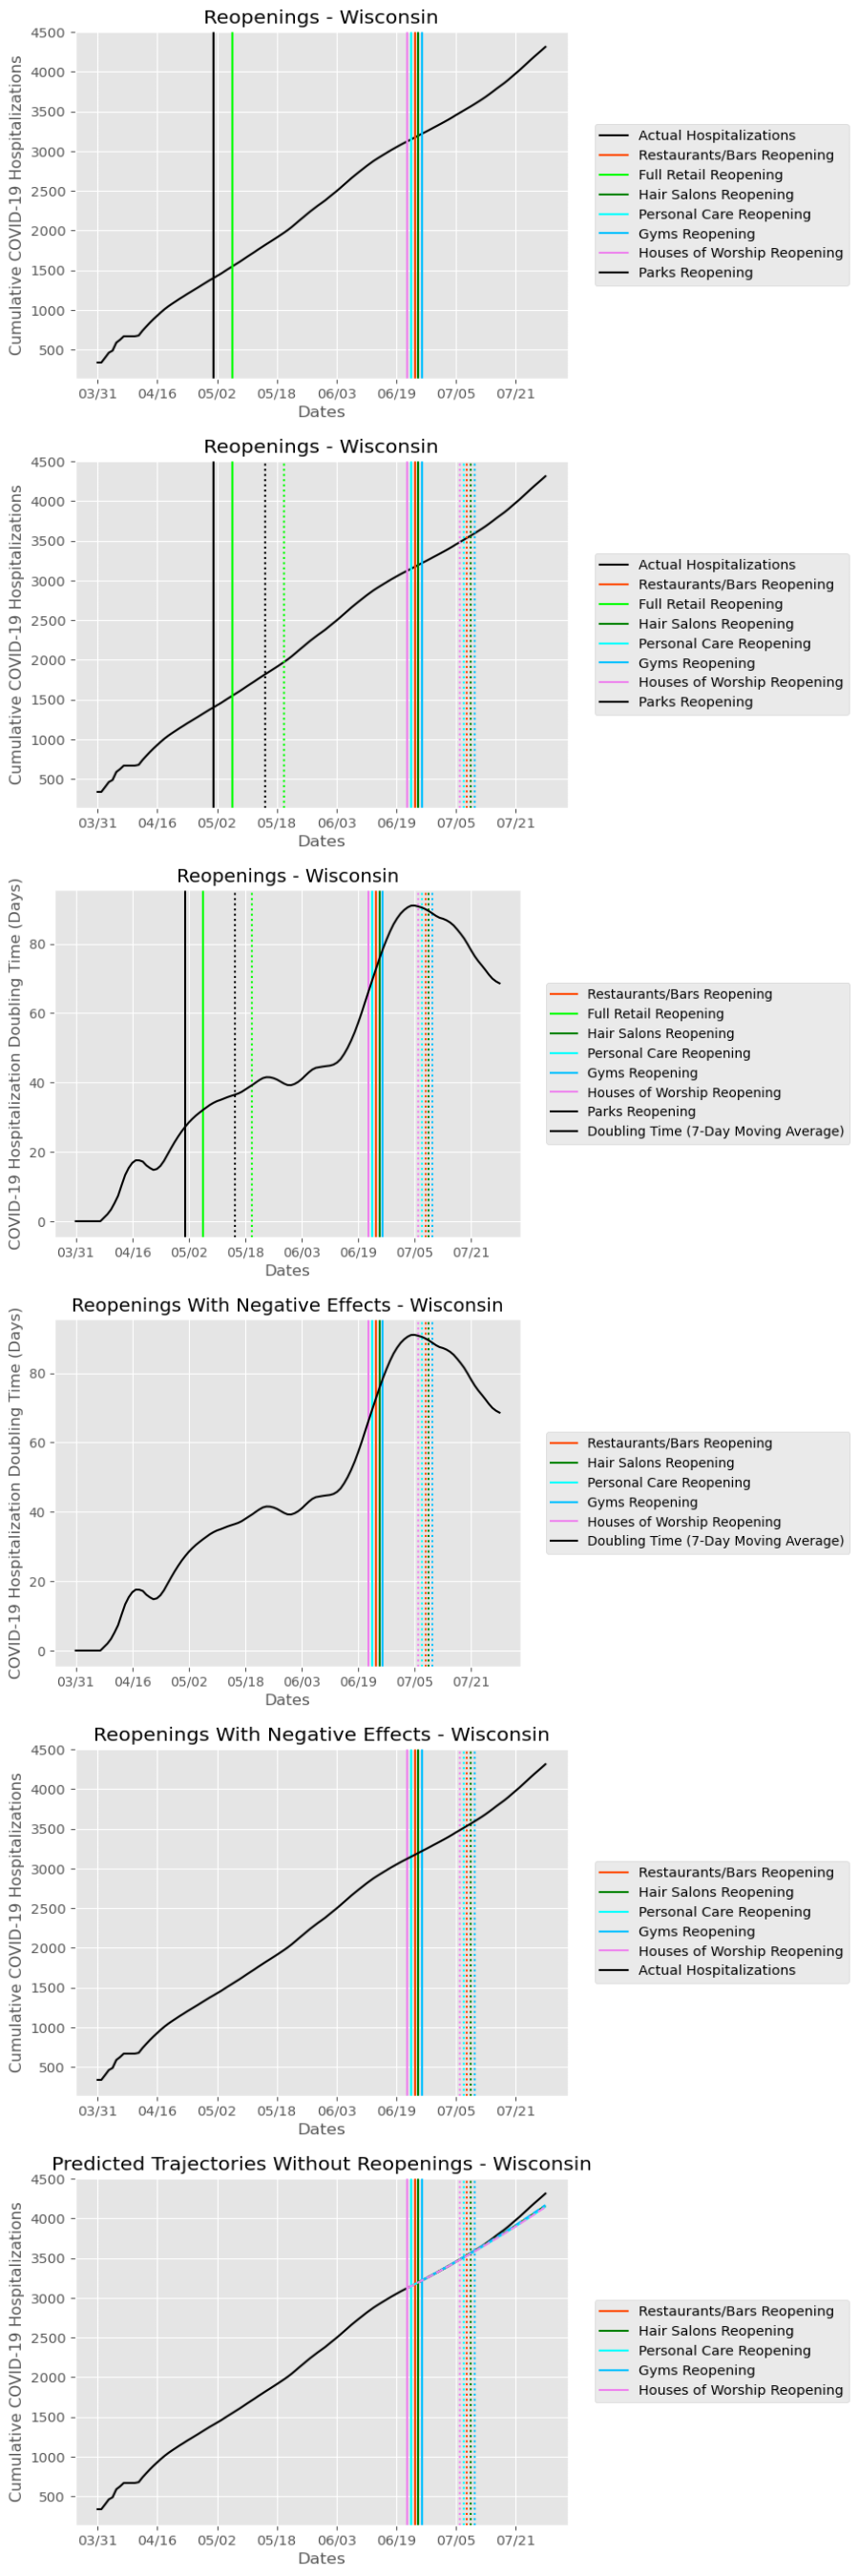 Reopenings - Wisconsin
Cumulative COVID-19 Hospitalizations
4500
4000
3500
3000
2500
2000
1500
1000
500
03/31 04/16 05/02 05/18 06/03 06/19 07/05 07/21
Dates
Actual Hospitalizations
Restaurants/Bars Reopening
Full Retail Reopening
Hair Salons Reopening
Personal Care Reopening
Gyms Reopening
Houses of Worship Reopening
Parks Reopening
Reopenings - Wisconsin
Cumulative COVID-19 Hospitalizations
4500
4000
3500
3000
2500
2000
1500
1000
500
03/31 04/16 05/02 05/18 06/03 06/19 07/05 07/21
Dates
Actual Hospitalizations
Restaurants/Bars Reopening
Full Retail Reopening
Hair Salons Reopening
Personal Care Reopening
Gyms Reopening
Houses of Worship Reopening
Parks Reopening
Reopenings - Wisconsin
COVID-19 Hospitalization Doubling Time (Days)
80
60
40
20
0
03/31 04/16 05/02 05/18 06/03 06/19 07/05 07/21
Dates
Restaurants/Bars Reopening
Full Retail Reopening
Hair Salons Reopening
Personal Care Reopening
Gyms Reopening
Houses of Worship Reopening
Parks Reopening
Doubling Time (7-Day Moving Average)
Reopenings With Negative Effects - Wisconsin
COVID-19 Hospitalization Doubling Time (Days)
80
60
40
20
0
03/31 04/16 05/02 05/18 06/03 06/19 07/05 07/21
Dates
Restaurants/Bars Reopening
Hair Salons Reopening
Personal Care Reopening
Gyms Reopening
Houses of Worship Reopening
Doubling Time (7-Day Moving Average)
Reopenings With Negative Effects - Wisconsin
Cumulative COVID-19 Hospitalizations
4500
4000
3500
3000
2500
2000
1500
1000
500
03/31 04/16 05/02 05/18 06/03 06/19 07/05 07/21
Dates
Restaurants/Bars Reopening
Hair Salons Reopening
Personal Care Reopening
Gyms Reopening
Houses of Worship Reopening
Actual Hospitalizations
Predicted Trajectories Without Reopenings - Wisconsin
Cumulative COVID-19 Hospitalizations
4500
4000
3500
3000
2500
2000
1500
1000
500
03/31 04/16 05/02 05/18 06/03 06/19 07/05 07/21
Dates
Restaurants/Bars Reopening
Hair Salons Reopening
Personal Care Reopening
Gyms Reopening
Houses of Worship Reopening